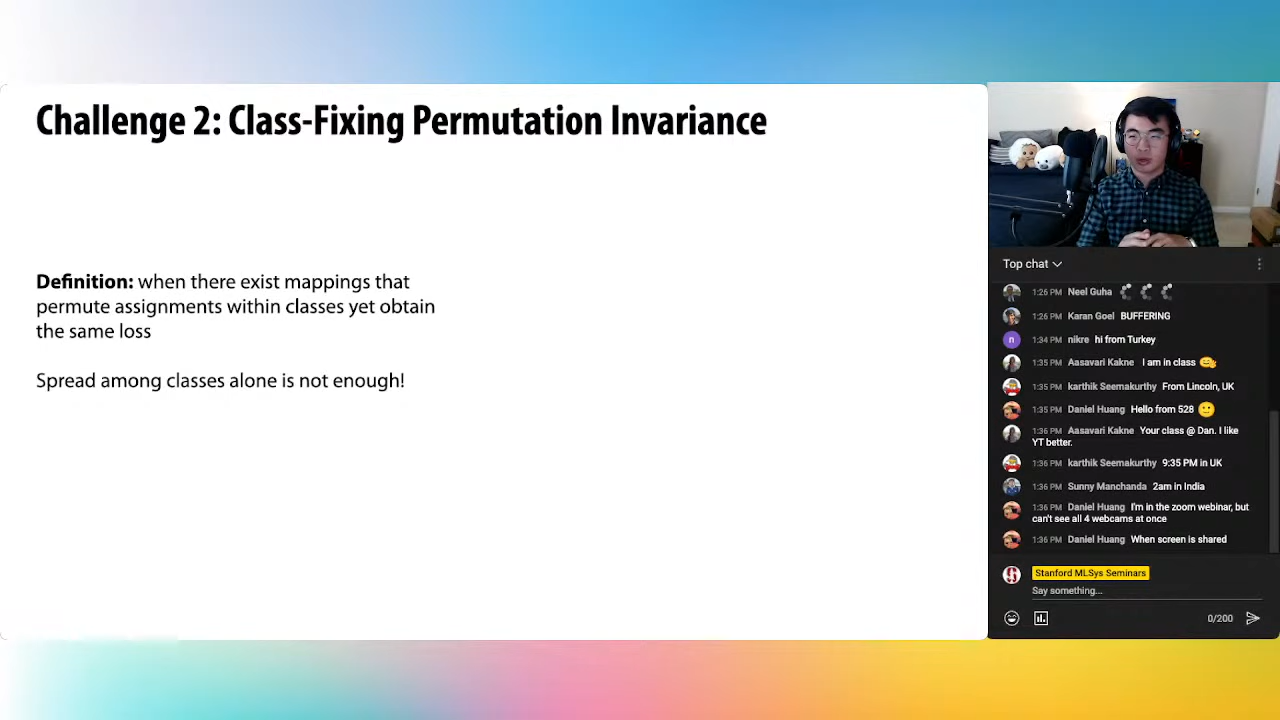 Challenge 2: Class-Fixing Permutation Invariance
Definition: when there exist mappings that
permute assignments within classes yet obtain
the same loss
Spread among classes alone is not enough!
Top chat
1:26 PM Neel Guha
1:26 PM Karan Goel BUFFERING
n
1:34 PM nikre hi from Turkey
1:35 PM Aasavari Kakne I am in class
1:35 PM karthik Seemakurthy From Lincoln, UK
1:35 PM Daniel Huang Hello from 528
1:36 PM Aasavari Kakne Your class @ Dan. I like
YT better.
1:36 PM karthik Seemakurthy 9:35 PM in UK
1:36 PM Sunny Manchanda 2am in India
1:36 PM Daniel Huang I'm in the zoom webinar, but
can't see all 4 webcams at once
1:36 PM Daniel Huang When screen is shared
Stanford MLSys Seminars
Say something...
0/200